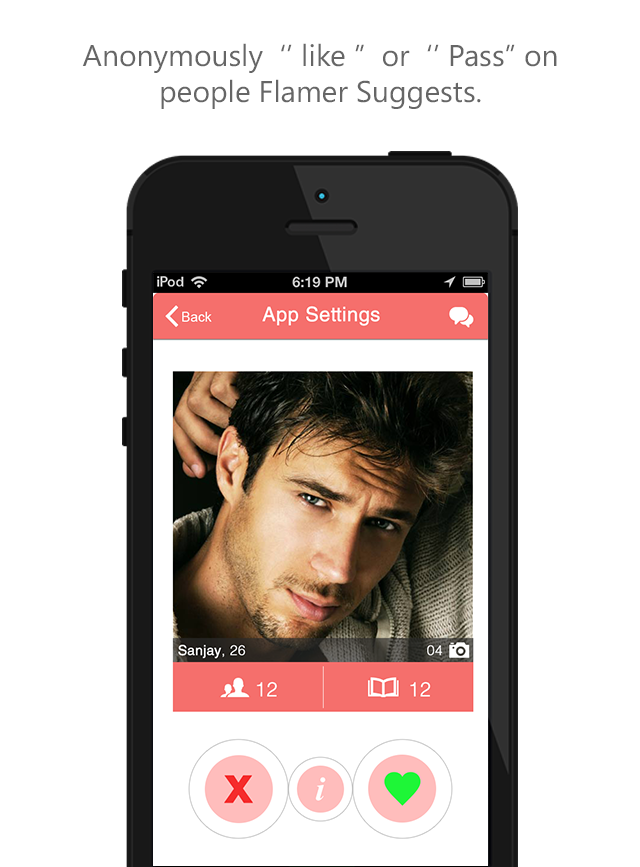 Anonymously ‘’ like ” or ‘’ Pass” on
people Flamer Suggests.
iPod 6:19 PM
Back App Settings
Sanjay, 26 04
12 12
X i